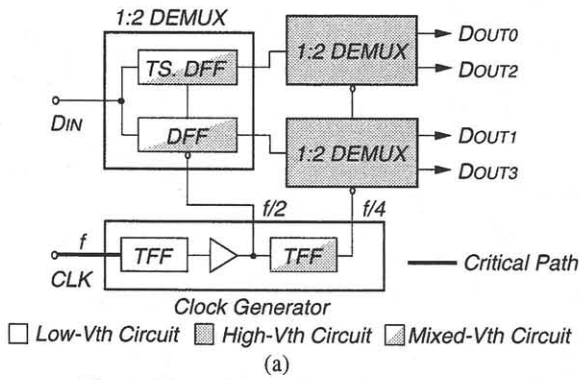 1:2 DEMUX
TS. DFF
DFF
DIN
1:2 DEMUX
DOUT0
DOUT2
1:2 DEMUX
DOUT1
DOUT3
f/2
f/4
f
CLK
TFF
TFF
Critical Path
Clock Generator
Low-Vth Circuit
High-Vth Circuit
Mixed-Vth Circuit
(a)